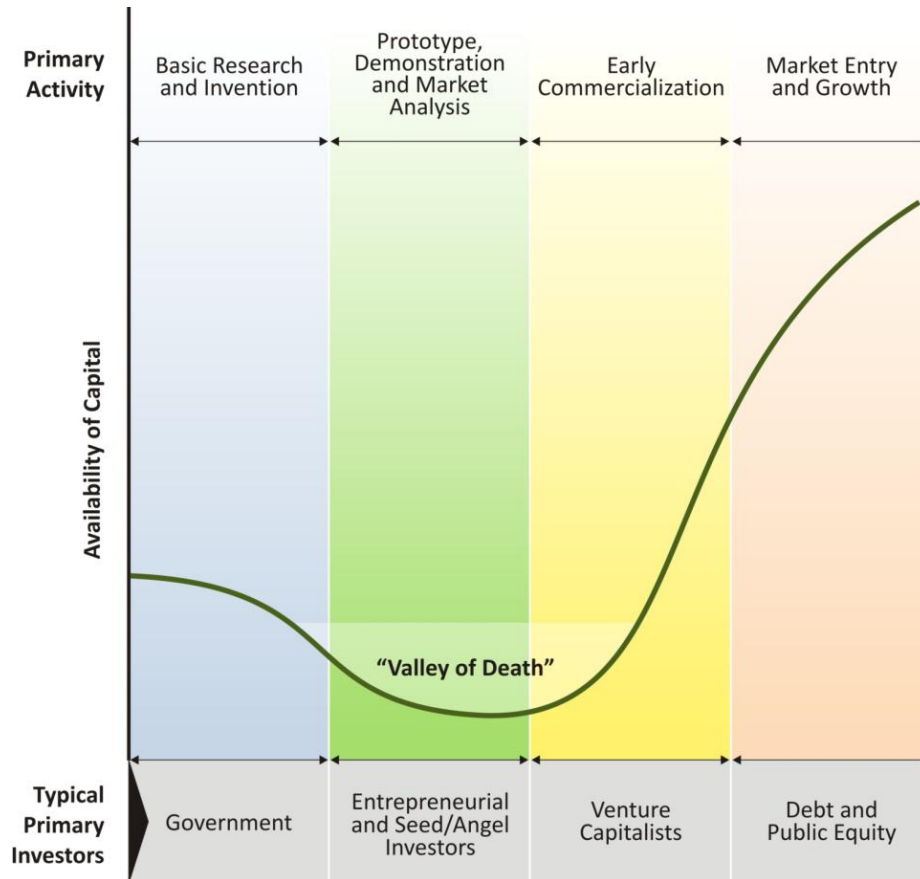 Primary
Activity
Basic Research
and Invention
Prototype,
Demonstration
and Market
Analysis
Early
Commercialization
Market Entry
and Growth
Availability of Capital
“Valley of Death”
Typical
Primary
Investors
Government
Entrepreneurial
and Seed/Angel
Investors
Venture
Capitalists
Debt and
Public Equity